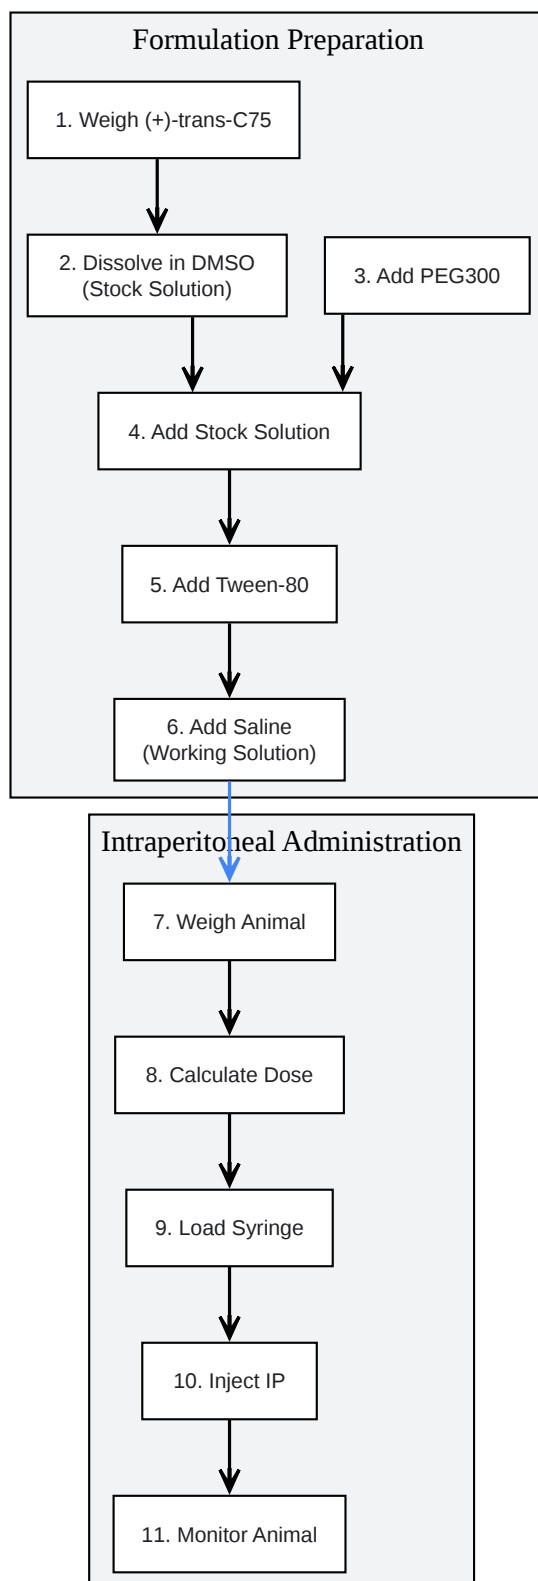 Formulation Preparation
1. Weigh (+)-trans-C75
2. Dissolve in DMSO
(Stock Solution)
3. Add PEG300
4. Add Stock Solution
5. Add Tween-80
6. Add Saline
(Working Solution)
Intraperitoneal Administration
7. Weigh Animal
8. Calculate Dose
9. Load Syringe
10. Inject IP
11. Monitor Animal